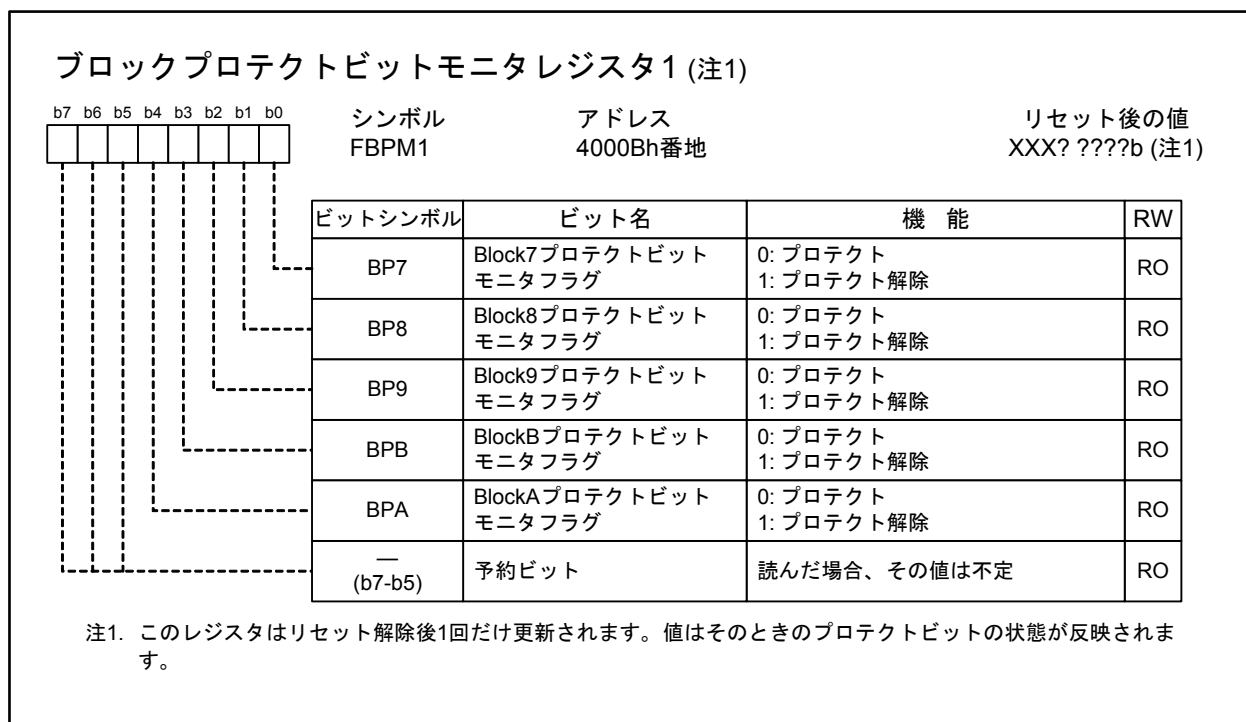 ブロックプロテクトビットモニタレジスタ1 (注1)
b7 b6 b5 b4 b3 b2 b1 b0
シンボル アドレス リセット後の値
FBPM1 4000Bh番地 XXX? ????b (注1)
ビットシンボル ビット名 機 能 RW
BP7 Block7プロテクトビット 0: プロテクト RO
モニタフラグ 1: プロテクト解除
BP8 Block8プロテクトビット 0: プロテクト RO
モニタフラグ 1: プロテクト解除
BP9 Block9プロテクトビット 0: プロテクト RO
モニタフラグ 1: プロテクト解除
BPB BlockBプロテクトビット 0: プロテクト RO
モニタフラグ 1: プロテクト解除
BPA BlockAプロテクトビット 0: プロテクト RO
モニタフラグ 1: プロテクト解除
— 予約ビット 読んだ場合、その値は不定 RO
(b7-b5)
注1. このレジスタはリセット解除後1回だけ更新されます。値はそのときのプロテクトビットの状態が反映されま
す。